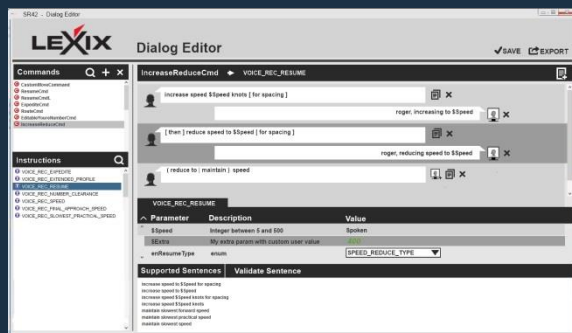 SR42 - Dialog Editor
LEXIX
Dialog Editor
SAVE
EXPORT
Commands
CustomMoveCommand
ResumeCmd
ResumeCmdL
ExpediteCmd
RouteCmd
IncreaseReduceCmd
Instructions
VOICE_REC_EXPEDITE
VOICE_REC_EXTENDED_PROFILE
VOICE_REC_RESUME
VOICE_REC_NUMBER_CLEARANCE
VOICE_REC_SPEED
VOICE_REC_FINAL_APPROACH_SPEED
VOICE_REC_SLOWEST_PRACTICAL_SPEED
IncreaseReduceCmd VOICE_REC_RESUME
increase speed $Speed knots [ for spacing ]
roger, increasing to $Speed
[ then ] reduce speed to $Speed [ for spacing ]
roger, reducing speed to $Speed
( reduce to | maintain ) speed
VOICE_REC_RESUME
Parameter Description Value
$Speed Integer between 5 and 500 Spoken
$Extra My extra param with custom user value
enResumeType enum SPEED_REDUCE_TYPE
Supported Sentences Validate Sentence
increase speed to $Speed for spacing
increase speed to $Speed
increase speed $Speed knots for spacing
increase speed $Speed knots
maintain slowest forward speed
maintain slowest practical speed
maintain slowest speed